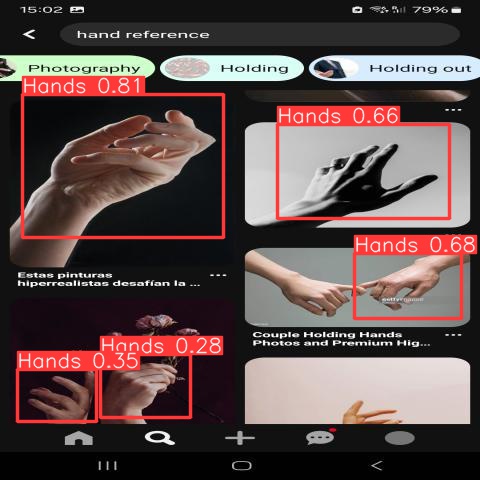 15:02
79%
hand reference
Photography
Holding
Holding out
Hands 0.81
Hands 0.66
Hands 0.68
Estas pinturas
hiperrealistas desafían la ...
Couple Holding Hands
Photos and Premium Hig...
Hands 0.28
Hands 0.35